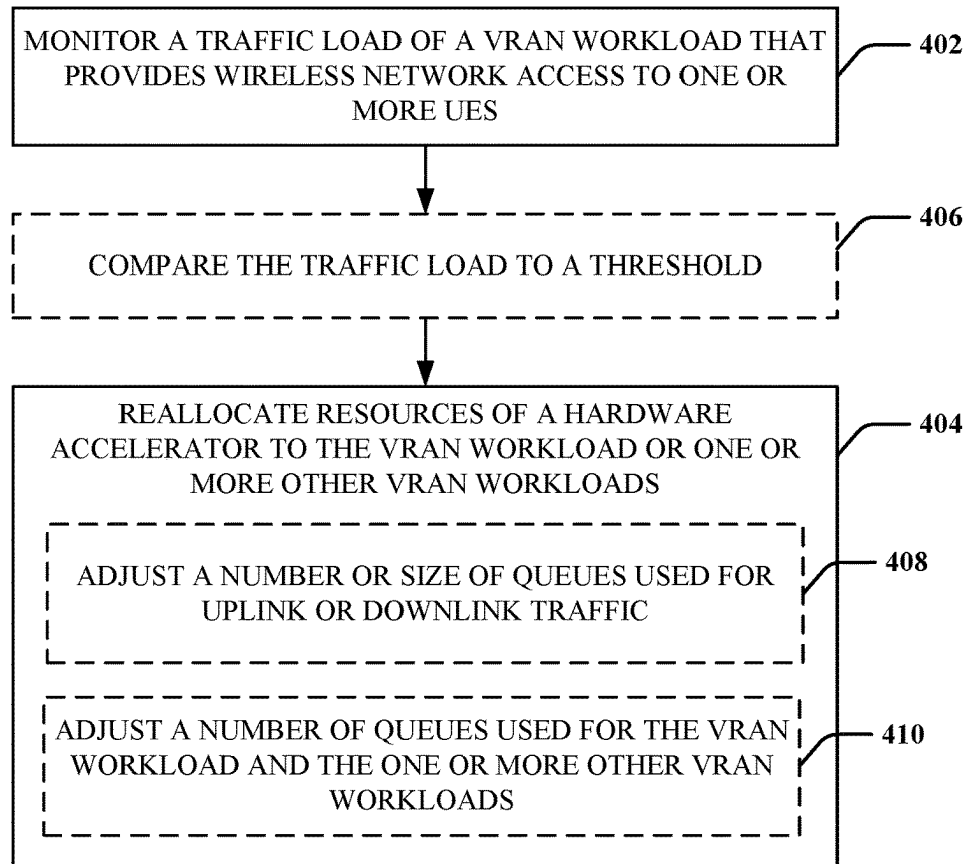 MONITOR A TRAFFIC LOAD OF A VRAN WORKLOAD THAT
PROVIDES WIRELESS NETWORK ACCESS TO ONE OR
MORE UES
402
406
COMPARE THE TRAFFIC LOAD TO A THRESHOLD
REALLOCATE RESOURCES OF A HARDWARE
ACCELERATOR TO THE VRAN WORKLOAD OR ONE OR
MORE OTHER VRAN WORKLOADS
404
ADJUST A NUMBER OR SIZE OF QUEUES USED FOR
UPLINK OR DOWNLINK TRAFFIC
408
ADJUST A NUMBER OF QUEUES USED FOR THE VRAN
WORKLOAD AND THE ONE OR MORE OTHER VRAN
WORKLOADS
410